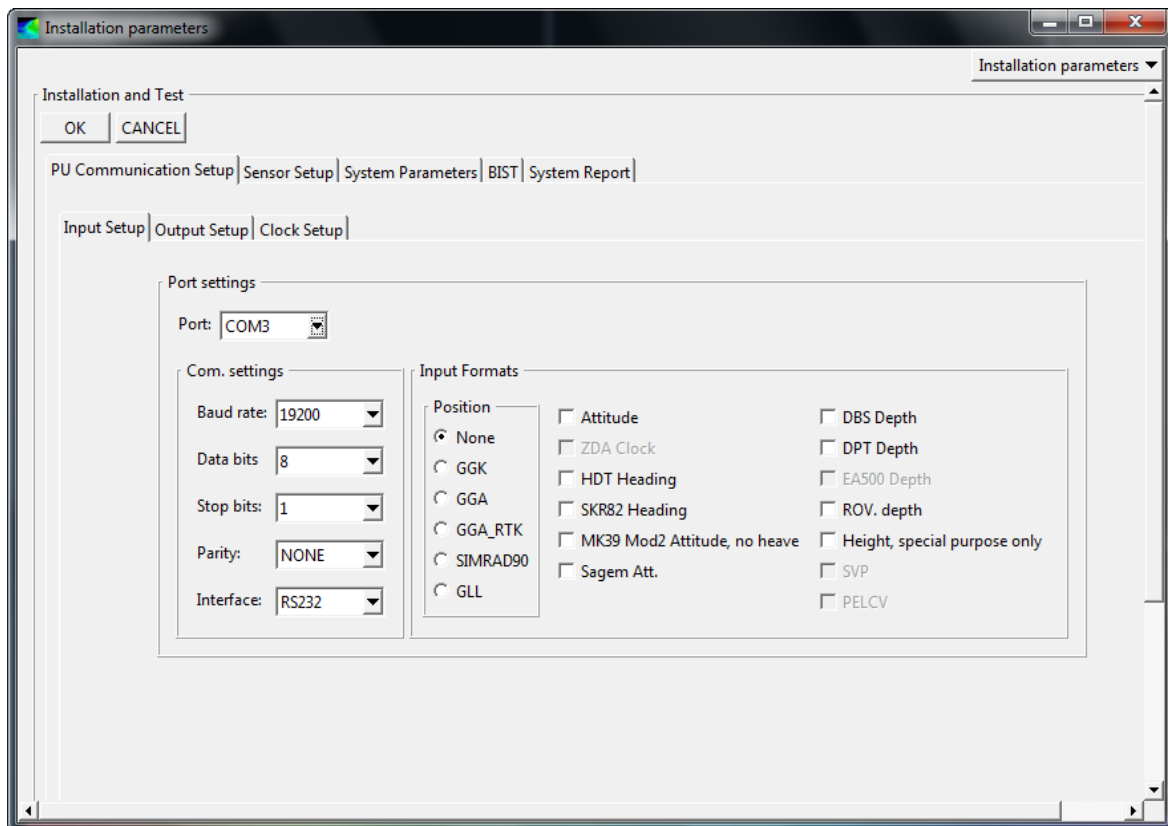 Installation parameters
Installation parameters
Installation and Test
OK CANCEL
PU Communication Setup Sensor Setup System Parameters BIST System Report
Input Setup Output Setup Clock Setup
Port settings
Port: COM3
Com. settings
Baud rate: 19200
Data bits 8
Stop bits: 1
Parity: NONE
Interface: RS232
Input Formats
Position
None
GGK
GGA
GGA_RTK
SIMRAD90
GLL
Attitude
ZDA Clock
HDT Heading
SKR82 Heading
MK39 Mod2 Attitude, no heave
Sagem Att.
DBS Depth
DPT Depth
EA500 Depth
ROV. depth
Height, special purpose only
SVP
PELCV